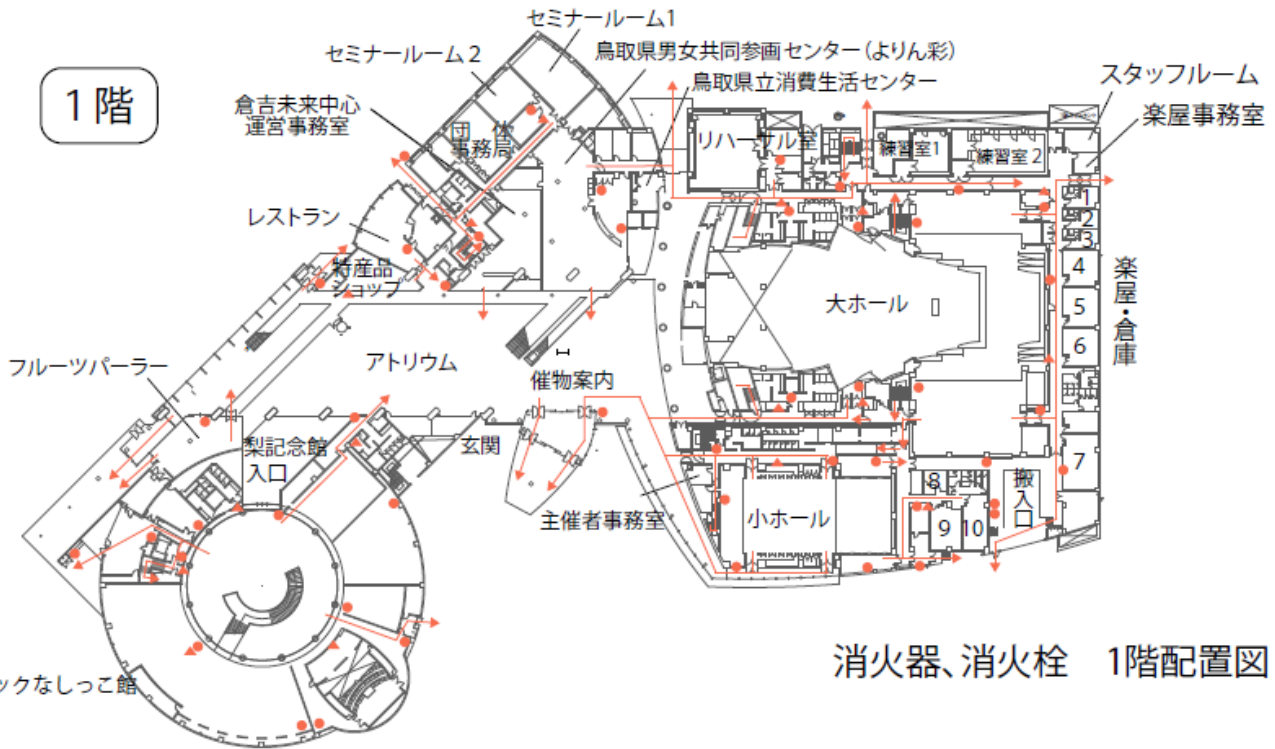 1階
セミナールーム1
セミナールーム2
鳥取県男女共同参画センター(よりん彩)
鳥取県立消費生活センター
倉吉未来中心
運営事務室
団 体
事務局
リハーサル室
スタッフルーム
楽屋事務室
練習室1
練習室2
レストラン
特産品
ショップ
1
2
3
4
5
6
7
楽屋・倉庫
大ホール
アトリウム
フルーツパーラー
催物案内
梨記念館
入口
玄関
主催者事務室
小ホール
8
9
10
搬入口
ックなしっこ館
消火器、消火栓 1階配置図